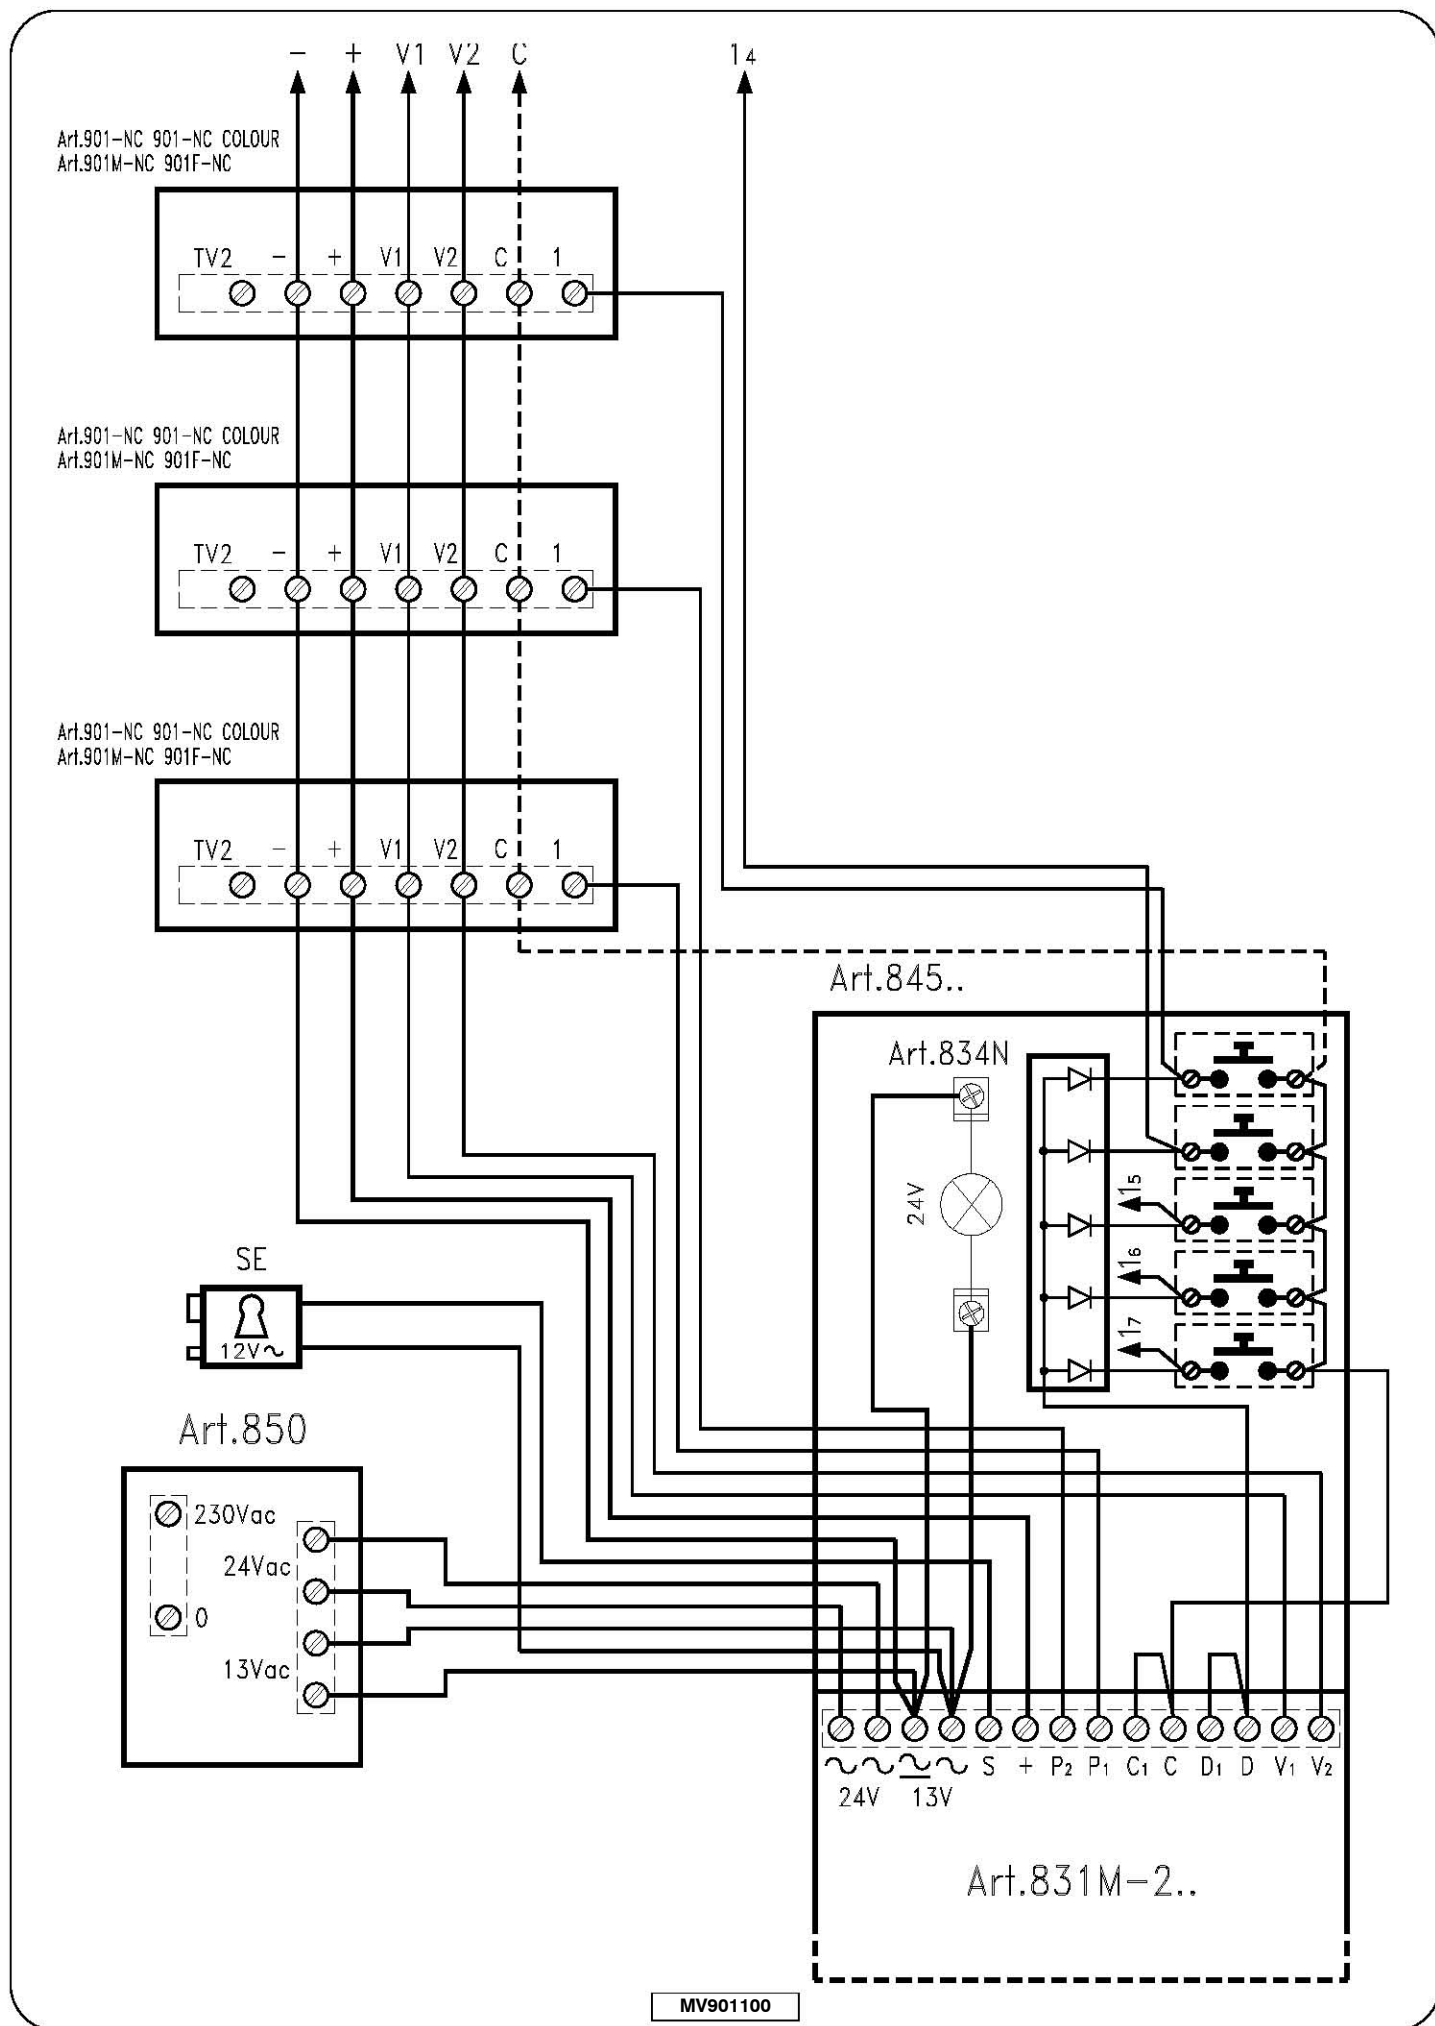 - + V1 V2 C 14
Art.901-NC 901-NC COLOUR
Art.901M-NC 901F-NC
TV2 - + V1 V2 C 1
Art.901-NC 901-NC COLOUR
Art.901M-NC 901F-NC
TV2 - + V1 V2 C 1
Art.901-NC 901-NC COLOUR
Art.901M-NC 901F-NC
TV2 - + V1 V2 C 1
Art.845..
Art.834N
24V
15
16
17
SE
12V~
Art.850
230Vac
24Vac
0
13Vac
~ ~ ~ ~ S + P2 P1 C1 C D1 D V1 V2
24V 13V
Art.831M-2..
MV901100